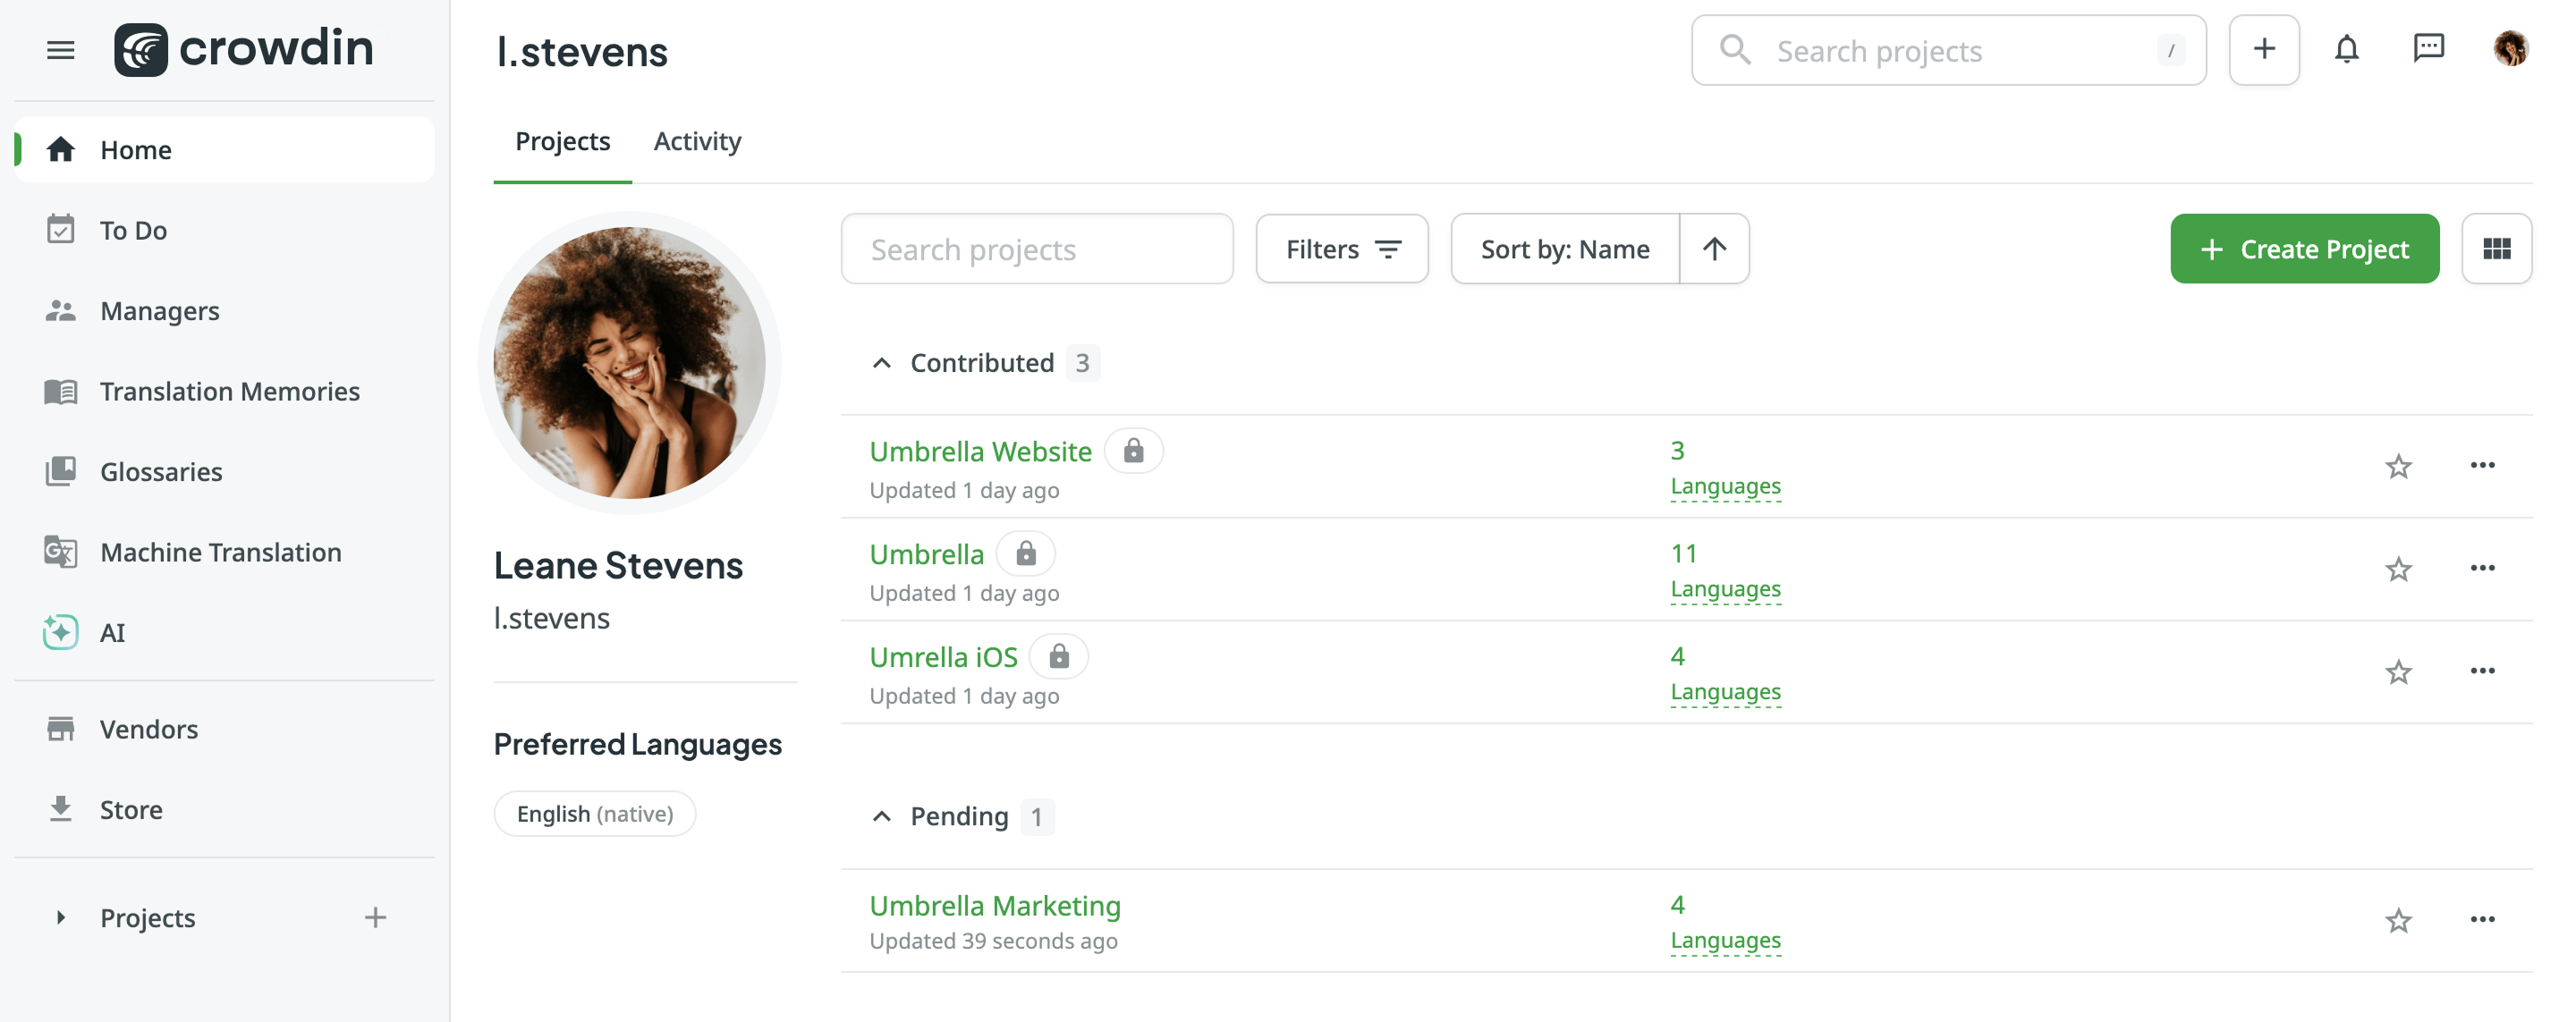 crowdin
l.stevens
Search projects /
Home
To Do
Managers
Translation Memories
Glossaries
Machine Translation
AI
Vendors
Store
Projects
Projects Activity
Leane Stevens
l.stevens
Preferred Languages
English (native)
Search projects Filters Sort by: Name Create Project
Contributed 3
Umbrella Website
Updated 1 day ago
3
Languages
Umbrella
Updated 1 day ago
11
Languages
Umrella iOS
Updated 1 day ago
4
Languages
Pending 1
Umbrella Marketing
Updated 39 seconds ago
4
Languages